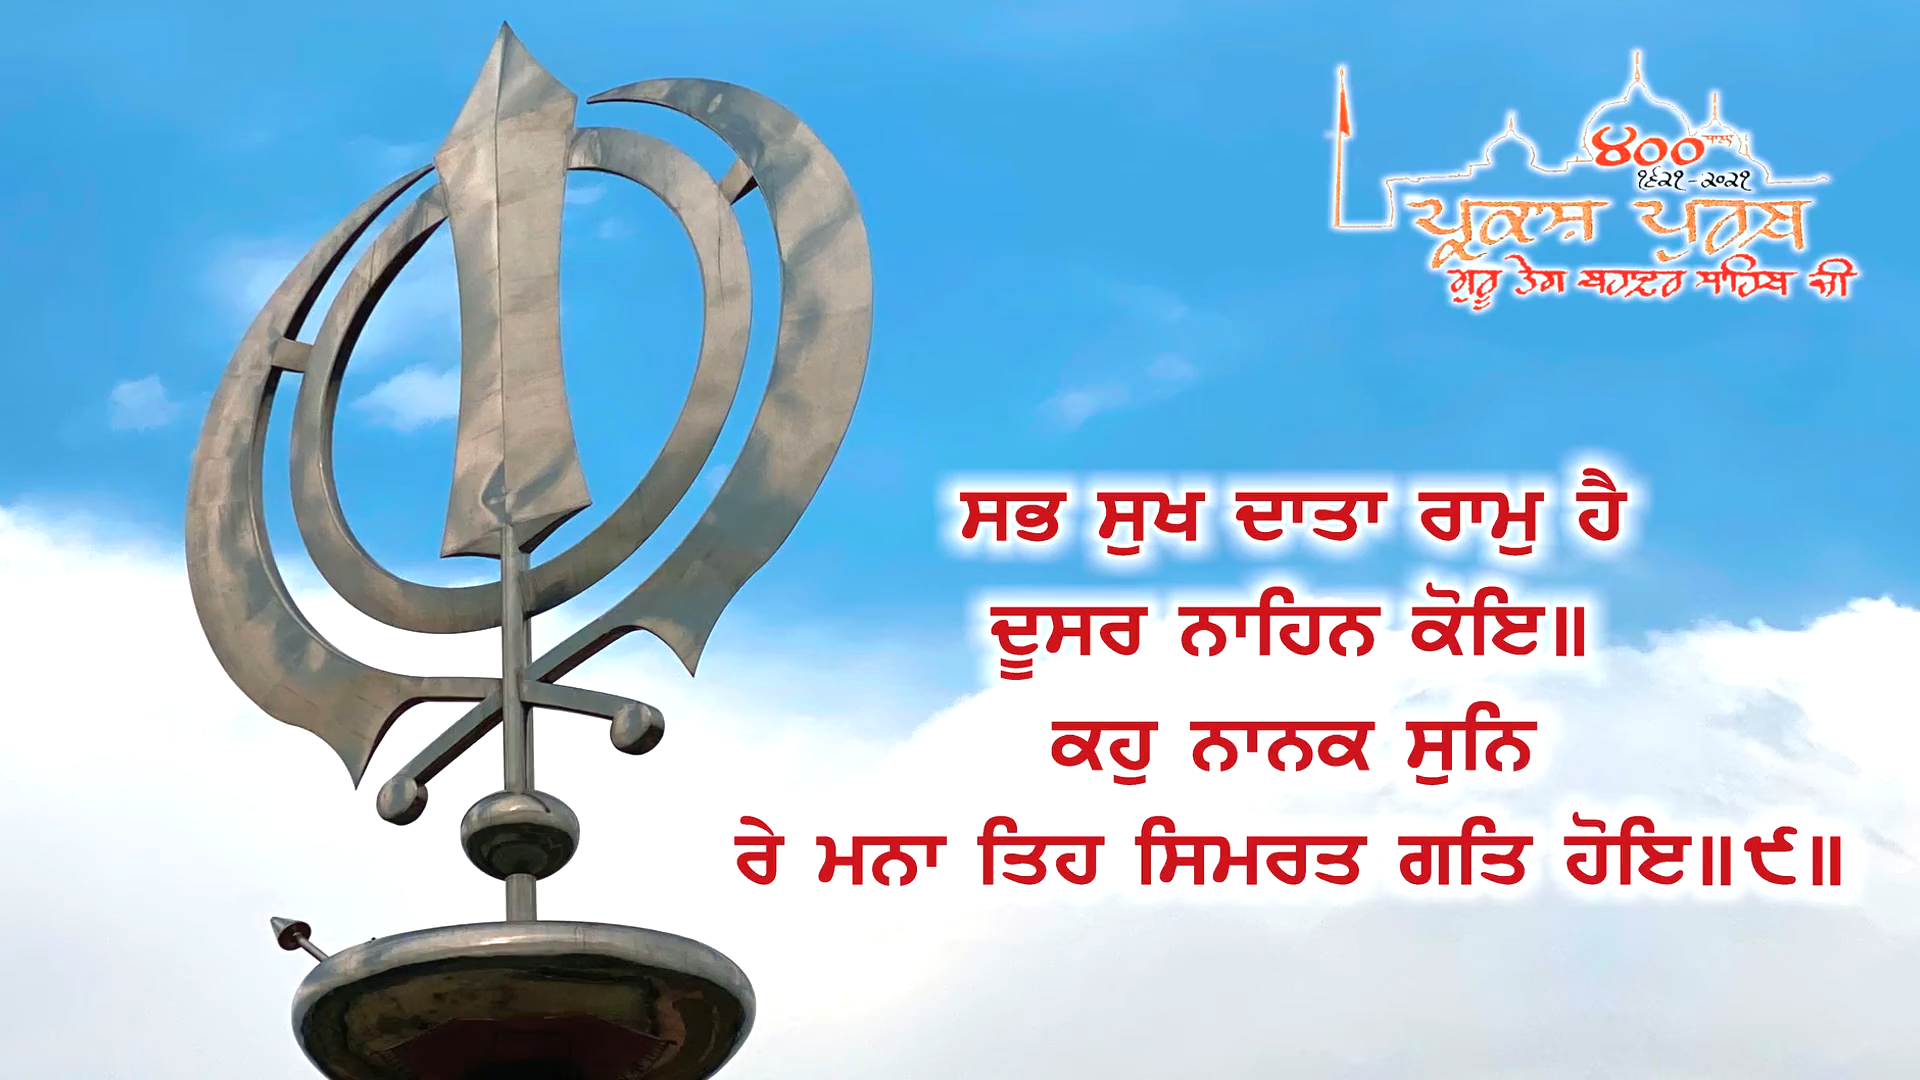 ੪੦੦ ਸਾਲਾ
੧੬੨੧ - ੨੦੨੧
ਪ੍ਰਕਾਸ਼ ਪੁਰਬ
ਗੁਰੂ ਤੇਗ ਬਹਾਦਰ ਸਾਹਿਬ ਜੀ
ਸਭ ਸੁਖ ਦਾਤਾ ਰਾਮੁ ਹੈ
ਦੂਸਰ ਨਾਹਿਨ ਕੋਇ॥
ਕਹੁ ਨਾਨਕ ਸੁਨਿ
ਰੇ ਮਨਾ ਤਿਹ ਸਿਮਰਤ ਗਤਿ ਹੋਇ॥੯॥